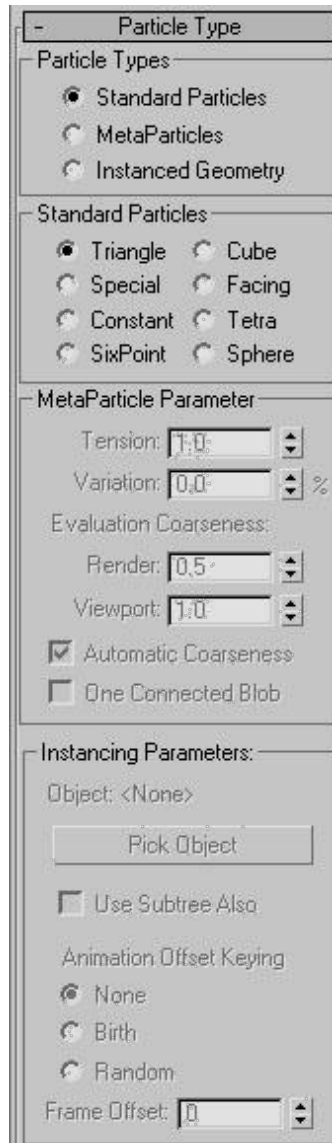 - Particle Type
Particle Types
Standard Particles
MetaParticles
Instanced Geometry
Standard Particles
Triangle Cube
Special Facing
Constant Tetra
SixPoint Sphere
MetaParticle Parameter
Tension: 1.0
Variation: 0.0 %
Evaluation Coarseness:
Render: 0.5
Viewport: 1.0
Automatic Coarseness
One Connected Blob
Instancing Parameters:
Object: <None>
Pick Object
Use Subtree Also
Animation Offset Keying
None
Birth
Random
Frame Offset: 0